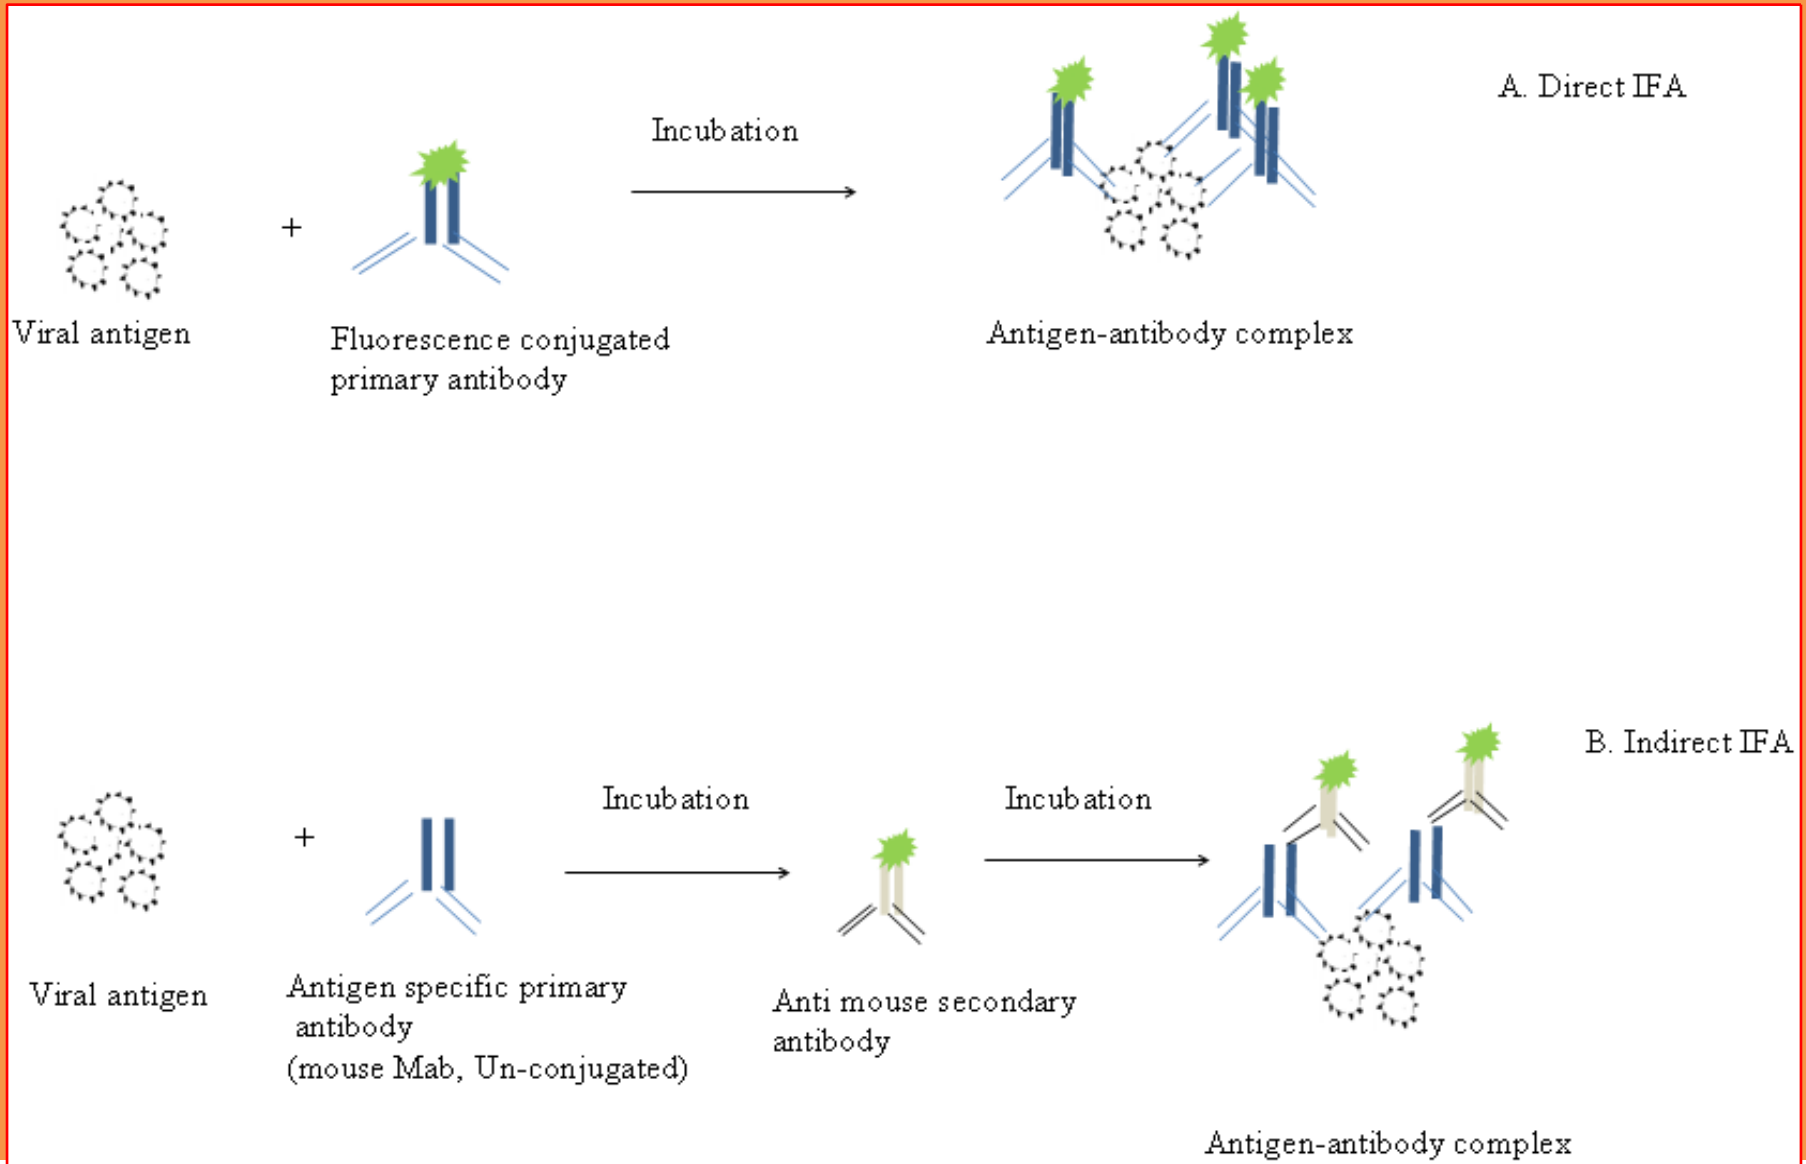 A. Direct IFA
Incubation
+
Viral antigen
Fluorescence conjugated
primary antibody
Antigen-antibody complex
B. Indirect IFA
Incubation
Incubation
+
Viral antigen
Antigen specific primary
antibody
(mouse Mab, Un-conjugated)
Anti mouse secondary
antibody
Antigen-antibody complex